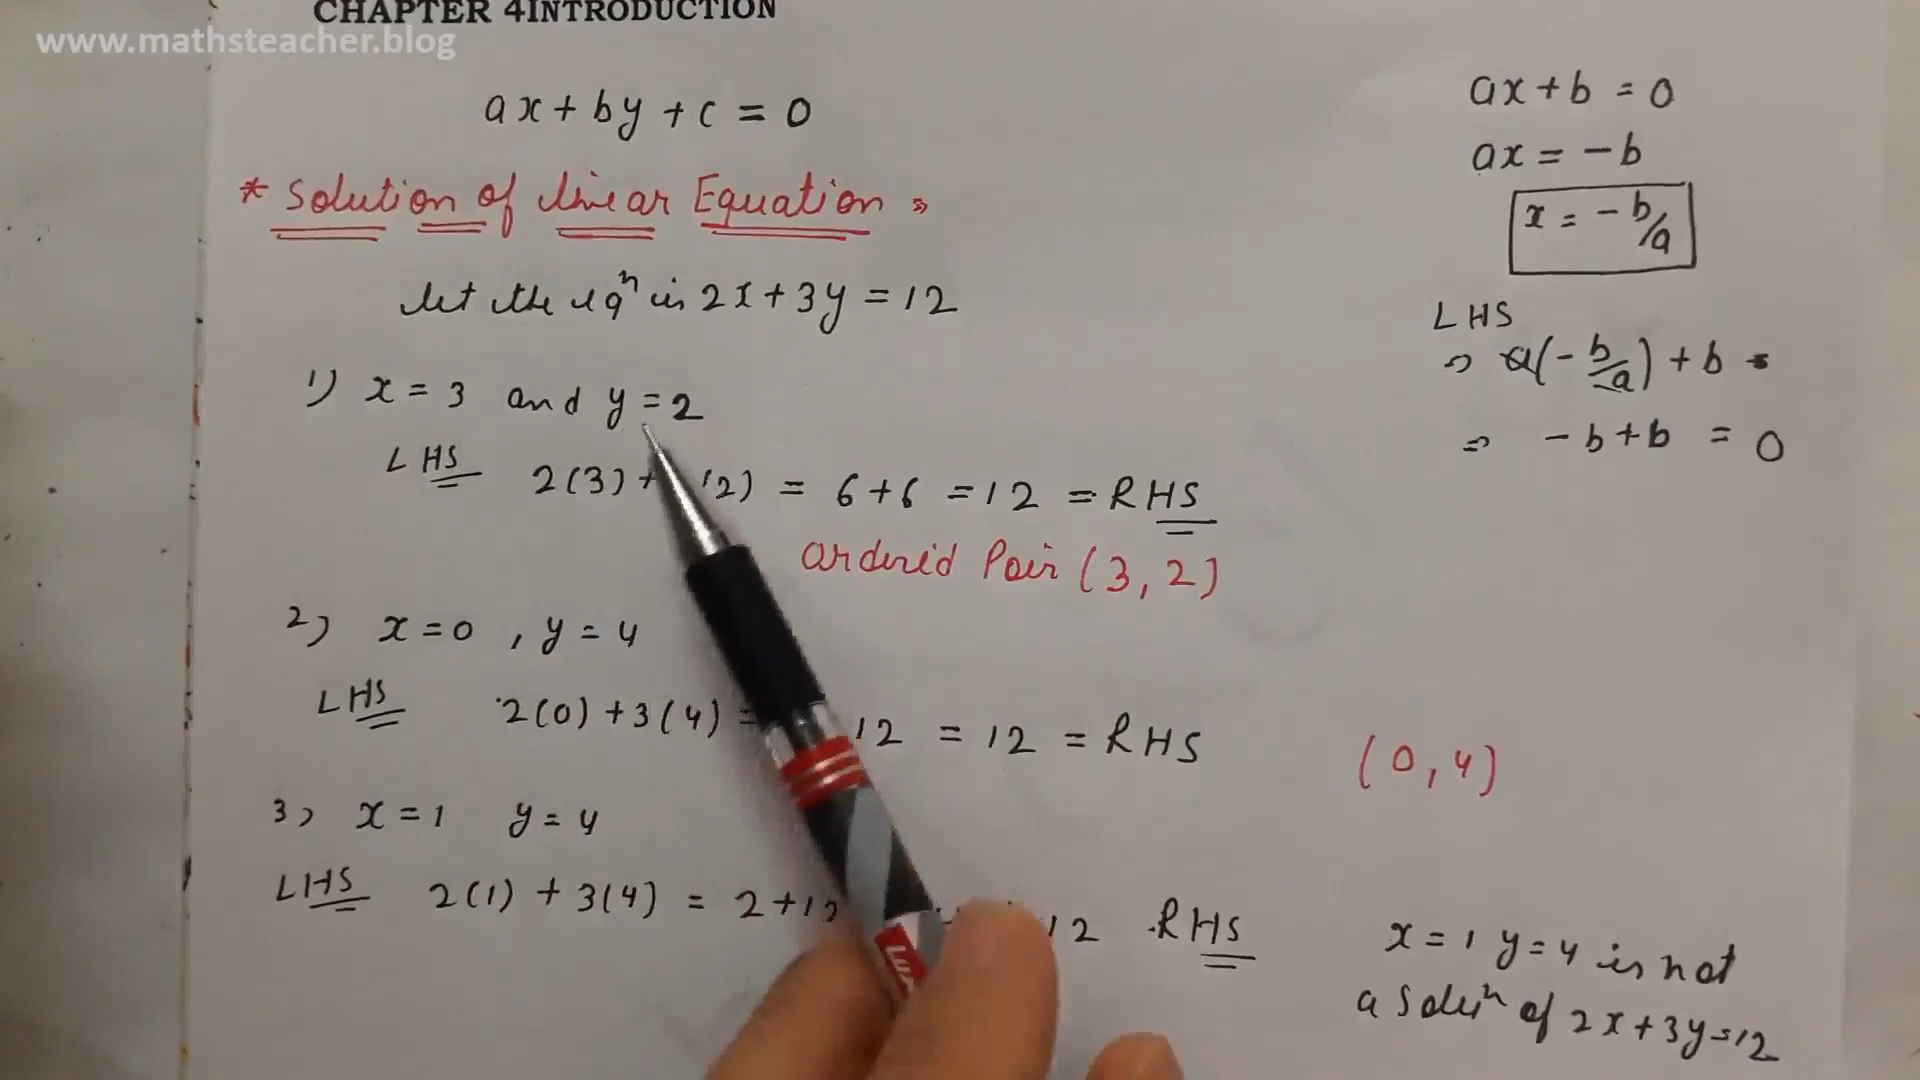 CHAPTER 4INTRODUCTION
www.mathsteacher.blog
ax + by + c = 0
* Solution of linear Equation ⇒
let the eqⁿ is 2x + 3y = 12
1) x = 3 and y = 2
LHS 2(3) + (2) = 6 + 6 = 12 = RHS
ordered Pair (3, 2)
2) x = 0 , y = 4
LHS 2(0) + 3(4) = 12 = 12 = RHS
(0, 4)
3) x = 1 y = 4
LHS 2(1) + 3(4) = 2 + 12 12 RHS
x = 1 y = 4 is not
a soluⁿ of 2x + 3y = 12
ax + b = 0
ax = -b
x = -b/a
LHS
⇒ a(-b/a) + b =
⇒ -b + b = 0
LU